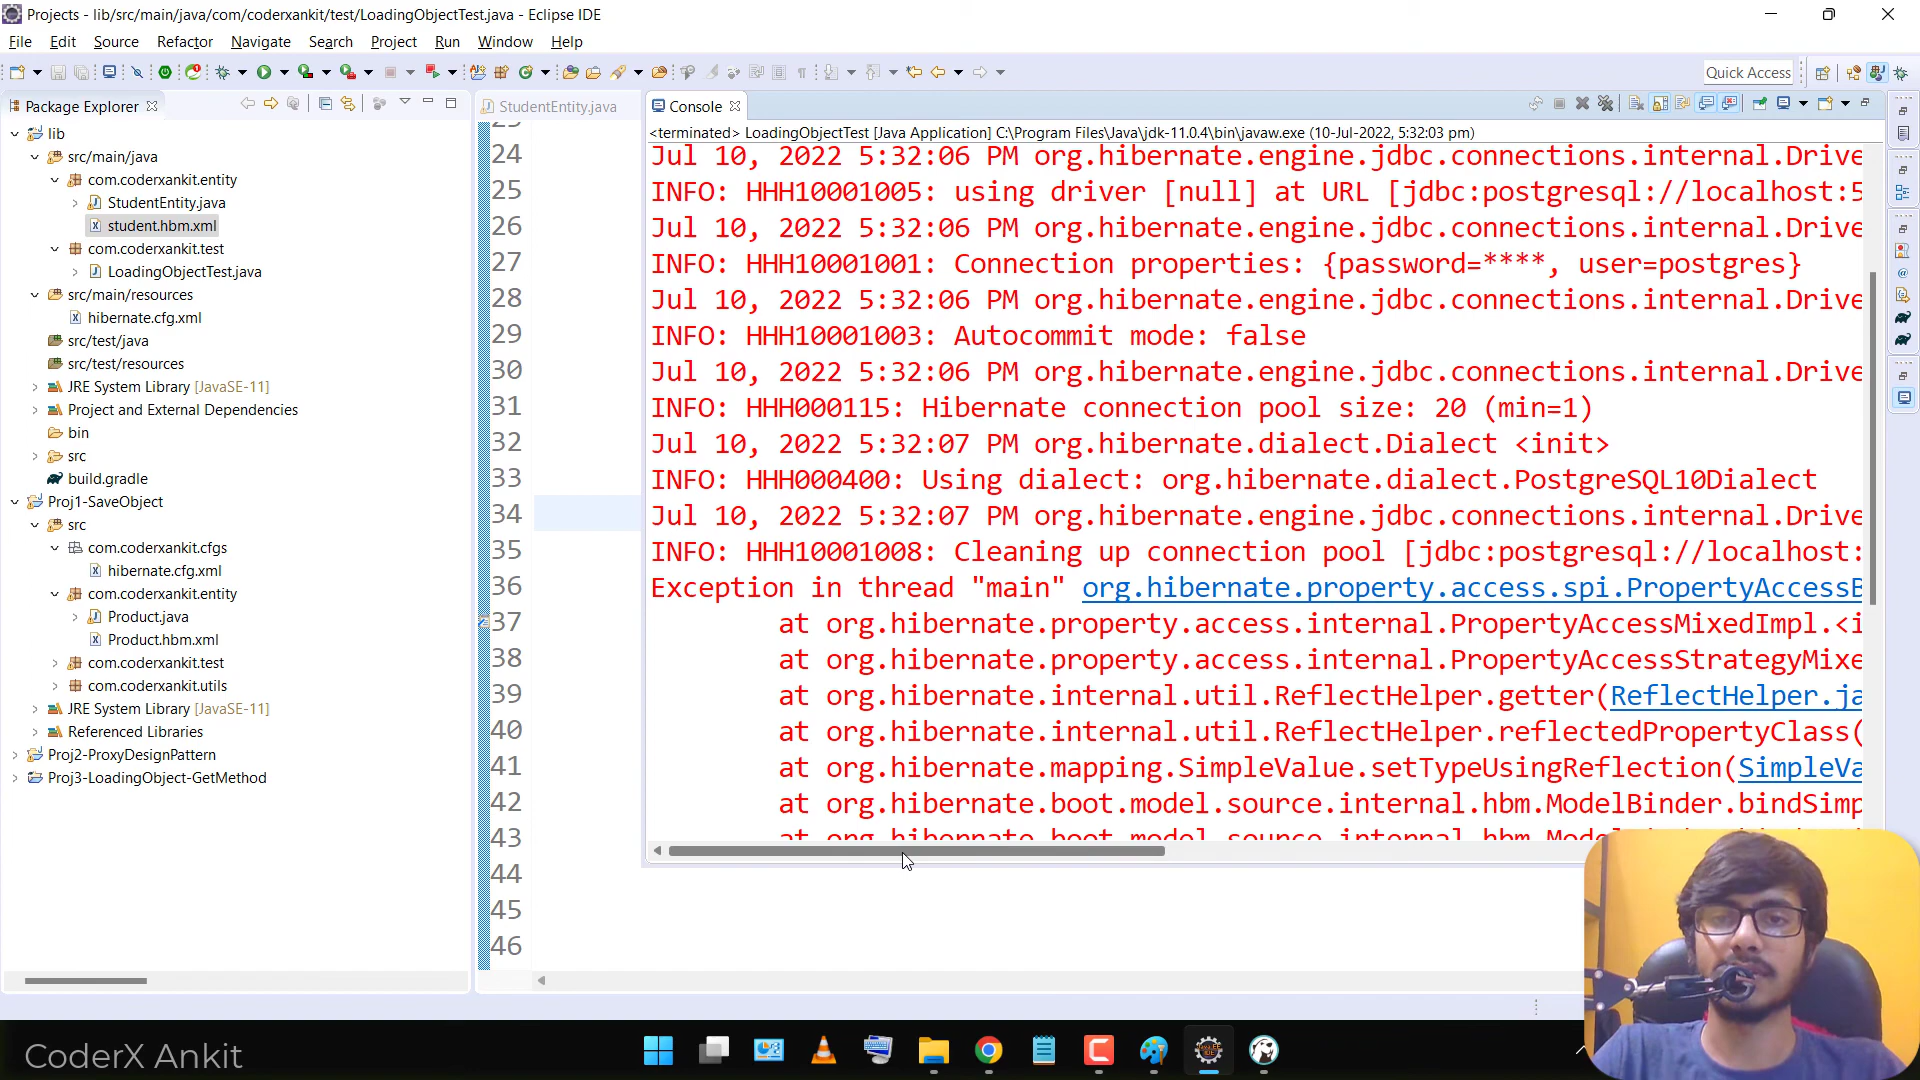 Projects - lib/src/main/java/com/coderxankit/test/LoadingObjectTest.java - Eclipse IDE
File Edit Source Refactor Navigate Search Project Run Window Help
Quick Access
Package Explorer
StudentEntity.java
Console
<terminated> LoadingObjectTest [Java Application] C:\Program Files\Java\jdk-11.0.4\bin\javaw.exe (10-Jul-2022, 5:32:03 pm)
lib
src/main/java
com.coderxankit.entity
StudentEntity.java
student.hbm.xml
com.coderxankit.test
LoadingObjectTest.java
src/main/resources
hibernate.cfg.xml
src/test/java
src/test/resources
JRE System Library [JavaSE-11]
Project and External Dependencies
bin
src
build.gradle
Proj1-SaveObject
src
com.coderxankit.cfgs
hibernate.cfg.xml
com.coderxankit.entity
Product.java
Product.hbm.xml
com.coderxankit.test
com.coderxankit.utils
JRE System Library [JavaSE-11]
Referenced Libraries
Proj2-ProxyDesignPattern
Proj3-LoadingObject-GetMethod
24
25
26
27
28
29
30
31
32
33
34
35
36
37
38
39
40
41
42
43
44
45
46
Jul 10, 2022 5:32:06 PM org.hibernate.engine.jdbc.connections.internal.Drive
INFO: HHH10001005: using driver [null] at URL [jdbc:postgresql://localhost:5
Jul 10, 2022 5:32:06 PM org.hibernate.engine.jdbc.connections.internal.Drive
INFO: HHH10001001: Connection properties: {password=****, user=postgres}
Jul 10, 2022 5:32:06 PM org.hibernate.engine.jdbc.connections.internal.Drive
INFO: HHH10001003: Autocommit mode: false
Jul 10, 2022 5:32:06 PM org.hibernate.engine.jdbc.connections.internal.Drive
INFO: HHH000115: Hibernate connection pool size: 20 (min=1)
Jul 10, 2022 5:32:07 PM org.hibernate.dialect.Dialect <init>
INFO: HHH000400: Using dialect: org.hibernate.dialect.PostgreSQL10Dialect
Jul 10, 2022 5:32:07 PM org.hibernate.engine.jdbc.connections.internal.Drive
INFO: HHH10001008: Cleaning up connection pool [jdbc:postgresql://localhost:
Exception in thread "main" org.hibernate.property.access.spi.PropertyAccessB
at org.hibernate.property.access.internal.PropertyAccessMixedImpl.<i
at org.hibernate.property.access.internal.PropertyAccessStrategyMixe
at org.hibernate.internal.util.ReflectHelper.getter(ReflectHelper.ja
at org.hibernate.internal.util.ReflectHelper.reflectedPropertyClass(
at org.hibernate.mapping.SimpleValue.setTypeUsingReflection(SimpleVa
at org.hibernate.boot.model.source.internal.hbm.ModelBinder.bindSimp
at org.hibernate.boot.model.source.internal.hbm.
CoderX Ankit